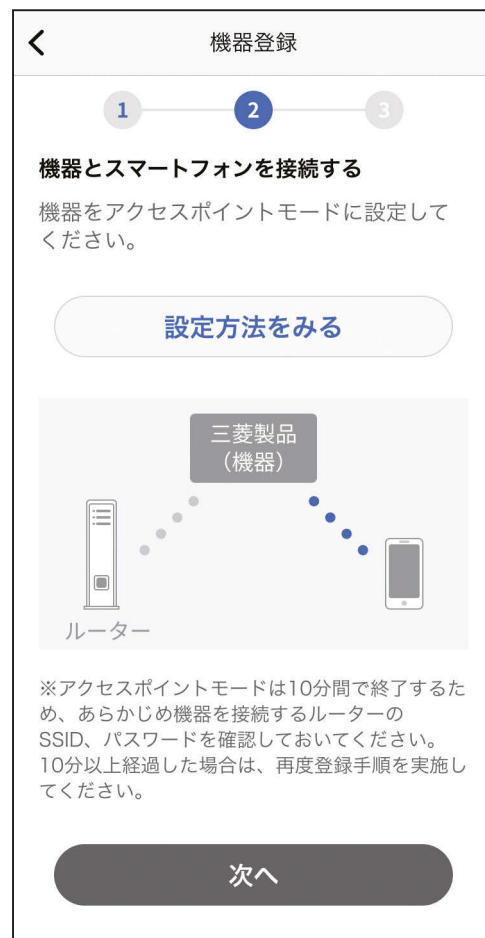 機器登録
1 2 3
機器とスマートフォンを接続する
機器をアクセスポイントモードに設定して
ください。
設定方法をみる
三菱製品
（機器）
ルーター
※アクセスポイントモードは10分間で終了するた
め、あらかじめ機器を接続するルーターの
SSID、パスワードを確認しておいてください。
10分以上経過した場合は、再度登録手順を実施し
てください。
次へ